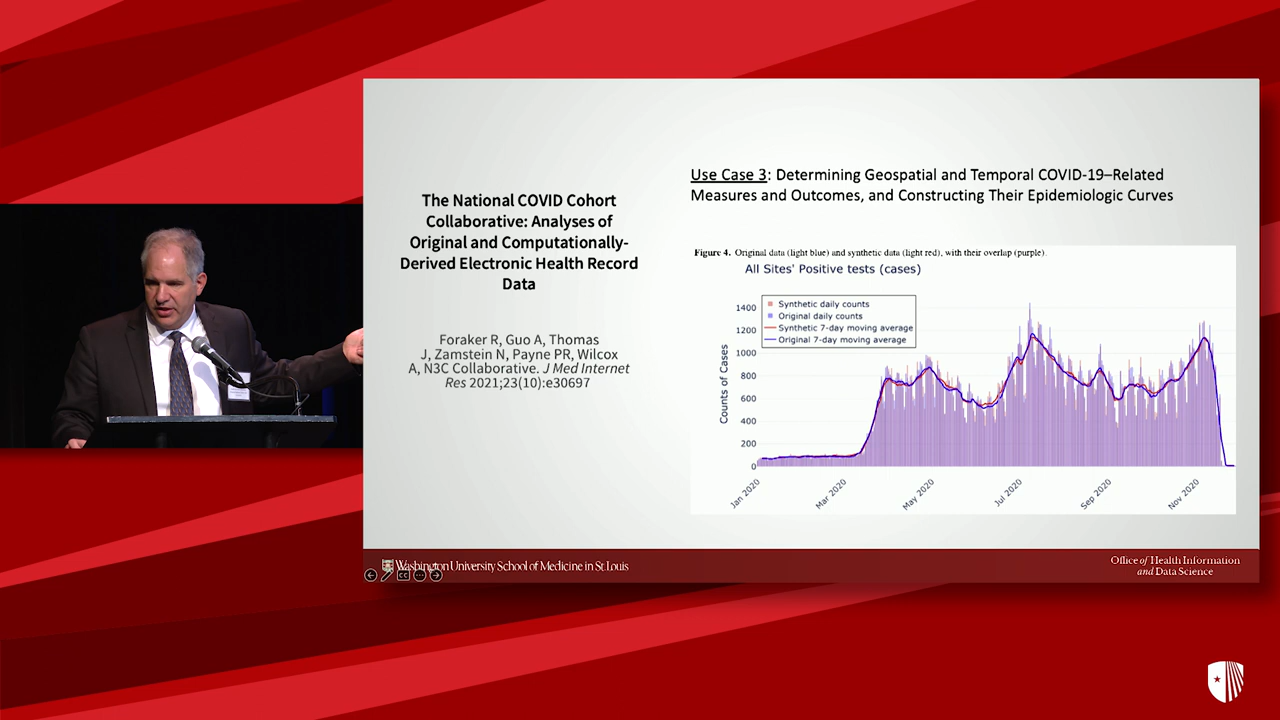 The National COVID Cohort
Collaborative: Analyses of
Original and Computationally-
Derived Electronic Health Record
Data
Foraker R, Guo A, Thomas
J, Zamstein N, Payne PR, Wilcox
A, N3C Collaborative. J Med Internet
Res 2021;23(10):e30697
Use Case 3: Determining Geospatial and Temporal COVID-19–Related
Measures and Outcomes, and Constructing Their Epidemiologic Curves
Figure 4. Original data (light blue) and synthetic data (light red), with their overlap (purple).
All Sites' Positive tests (cases)
Synthetic daily counts
Original daily counts
Synthetic 7-day moving average
Original 7-day moving average
Counts of Cases
1400
1200
1000
800
600
400
200
0
Jan 2020
Mar 2020
May 2020
Jul 2020
Sep 2020
Nov 2020
Washington University School of Medicine in St.Louis
Office of Health Information
and Data Science
CC